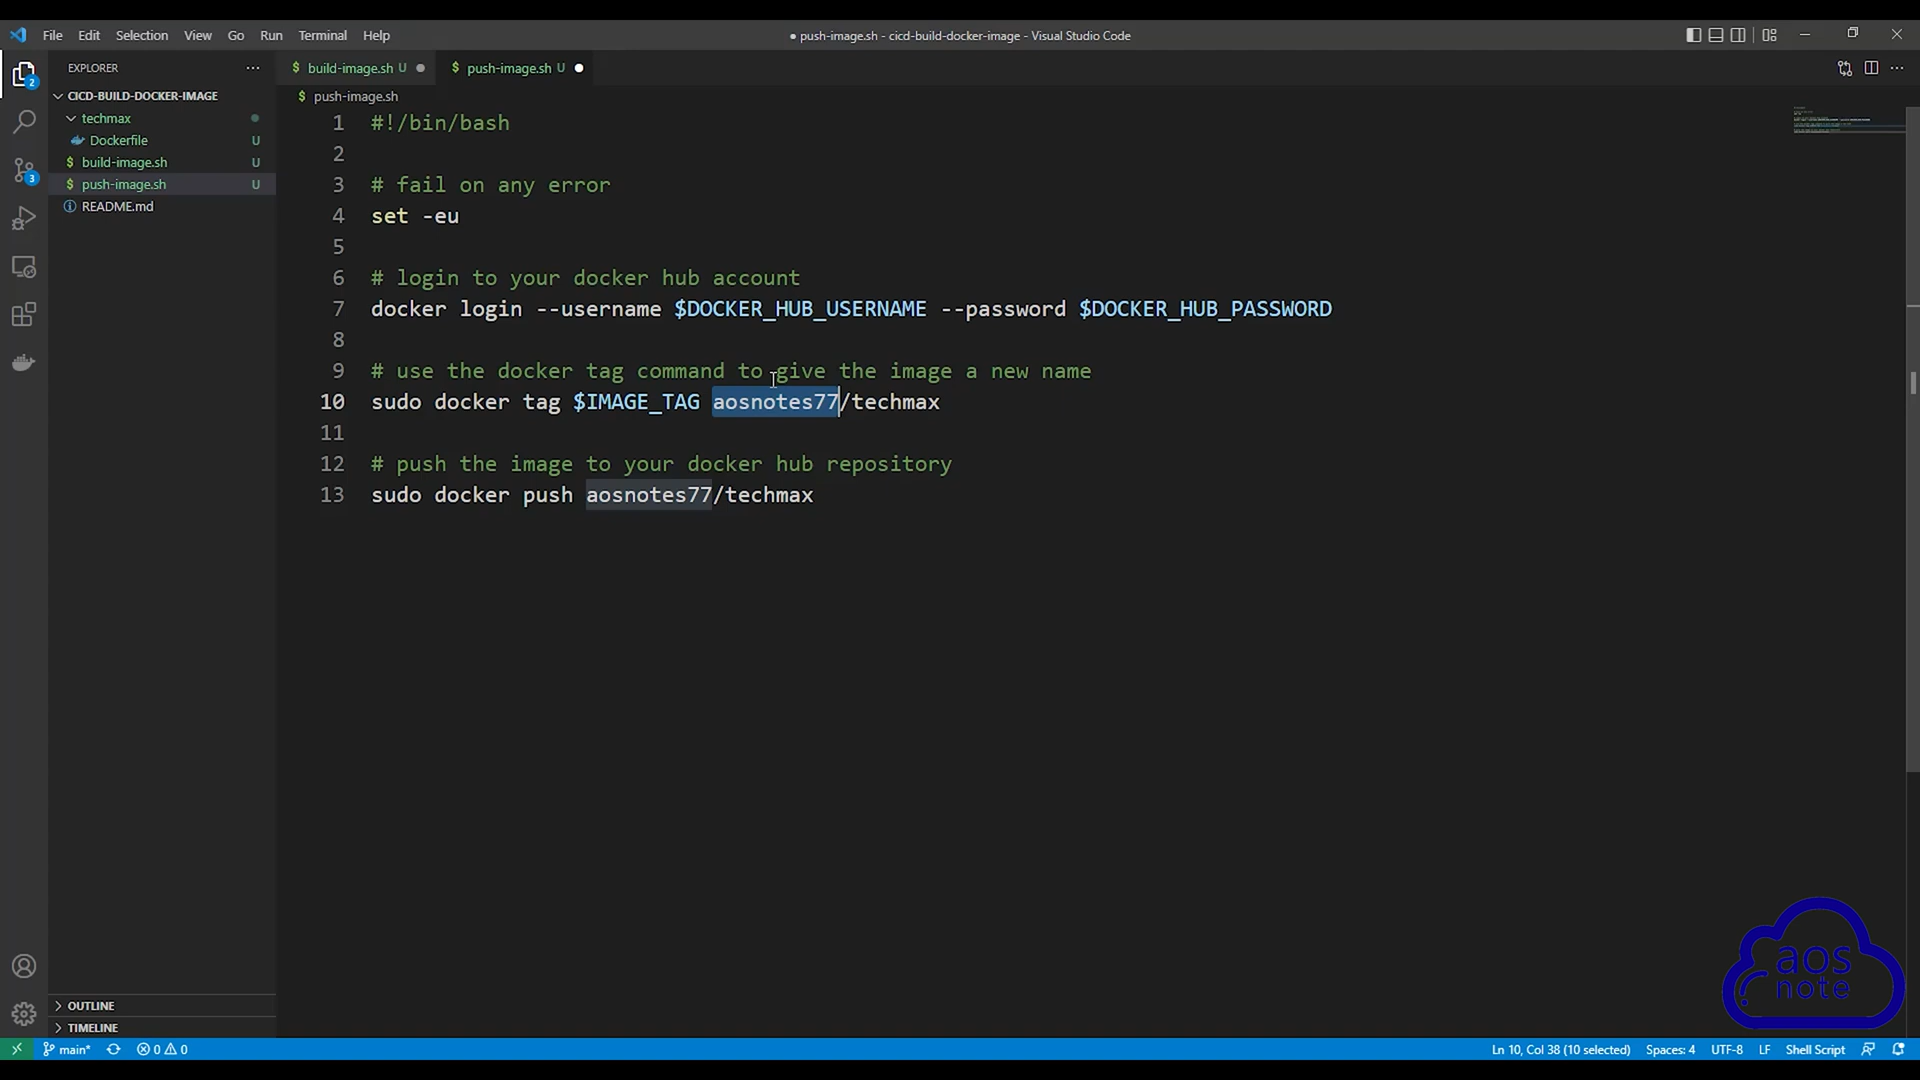 File Edit Selection View Go Run Terminal Help
● push-image.sh - cicd-build-docker-image - Visual Studio Code
EXPLORER ...
$ build-image.sh U ●
$ push-image.sh U ●
CICD-BUILD-DOCKER-IMAGE
techmax
Dockerfile U
$ build-image.sh U
$ push-image.sh U
README.md
2
3
$ push-image.sh
1 #!/bin/bash
2
3 # fail on any error
4 set -eu
5
6 # login to your docker hub account
7 docker login --username $DOCKER_HUB_USERNAME --password $DOCKER_HUB_PASSWORD
8
9 # use the docker tag command to give the image a new name
10 sudo docker tag $IMAGE_TAG aosnotes77/techmax
11
12 # push the image to your docker hub repository
13 sudo docker push aosnotes77/techmax
aos
note
OUTLINE
TIMELINE
main* 0 0 Ln 10, Col 38 (10 selected) Spaces: 4 UTF-8 LF Shell Script